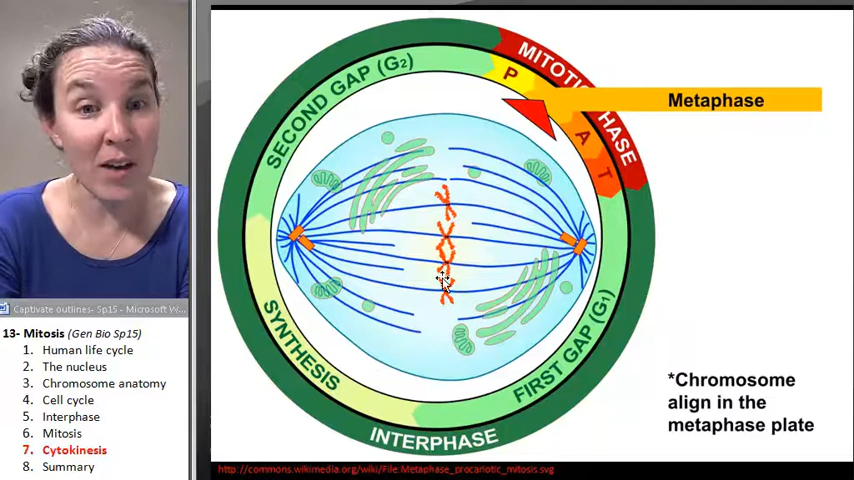 SECOND GAP (G2)
P
MITOTIC PHASE
Metaphase
A
T
FIRST GAP (G1)
SYNTHESIS
INTERPHASE
*Chromosome
align in the
metaphase plate
Captivate outlines- Sp15 - Microsoft W...
13- Mitosis (Gen Bio Sp15)
1. Human life cycle
2. The nucleus
3. Chromosome anatomy
4. Cell cycle
5. Interphase
6. Mitosis
7. Cytokinesis
8. Summary
http://commons.wikimedia.org/wiki/File:Metaphase_procariotic_mitosis.svg